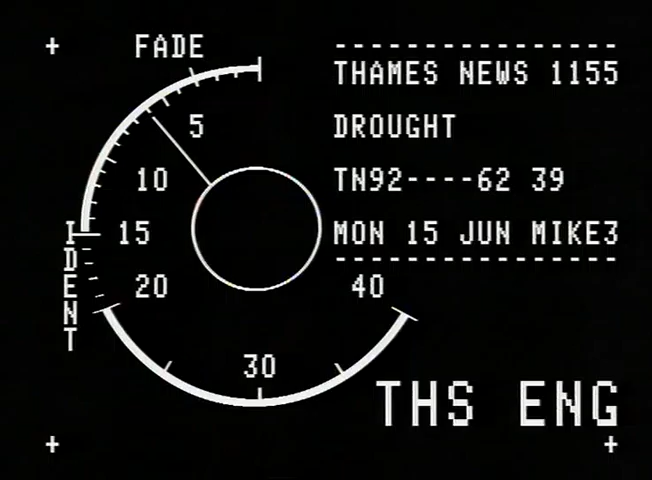 FADE
----------------
THAMES NEWS 1155
5
DROUGHT
10
TN92----62 39
15
MON 15 JUN MIKE3
----------------
IDENT
20
40
30
THS ENG